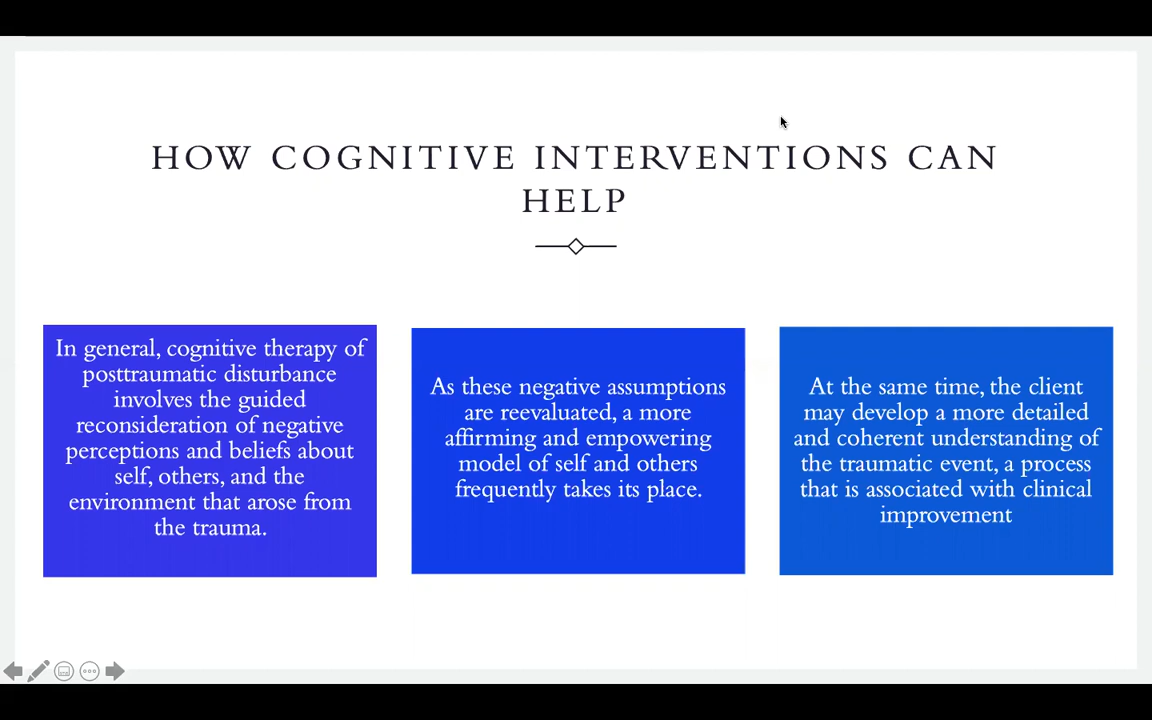 HOW COGNITIVE INTERVENTIONS CAN
HELP
In general, cognitive therapy of
posttraumatic disturbance
involves the guided
reconsideration of negative
perceptions and beliefs about
self, others, and the
environment that arose from
the trauma.
As these negative assumptions
are reevaluated, a more
affirming and empowering
model of self and others
frequently takes its place.
At the same time, the client
may develop a more detailed
and coherent understanding of
the traumatic event, a process
that is associated with clinical
improvement